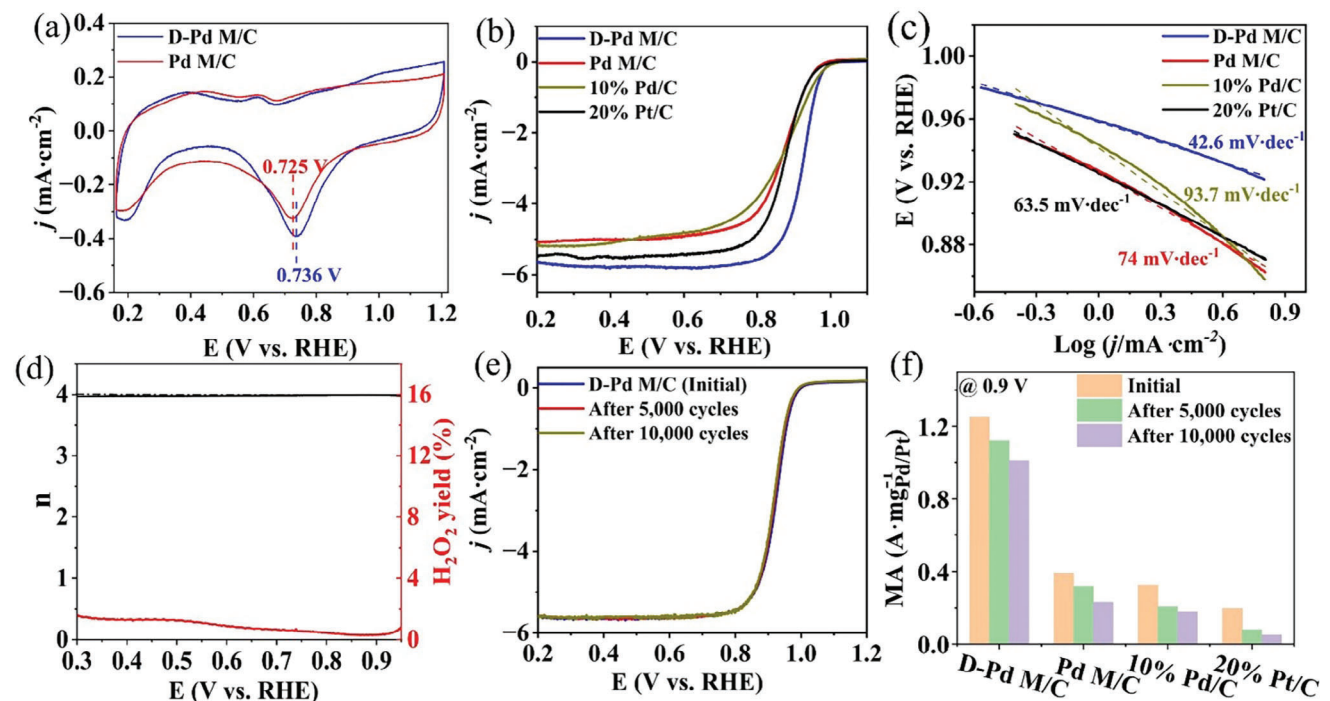 (a)
D-Pd M/C
Pd M/C
0.725 V
0.736 V
0.4
0.2
0.0
−0.2
−0.4
−0.6
j (mA·cm-2)
0.2 0.4 0.6 0.8 1.0 1.2
E (V vs. RHE)
(b)
D-Pd M/C
Pd M/C
10% Pd/C
20% Pt/C
0
−2
−4
−6
j (mA·cm-2)
0.2 0.4 0.6 0.8 1.0
E (V vs. RHE)
(c)
D-Pd M/C
Pd M/C
10% Pd/C
20% Pt/C
42.6 mV·dec-1
93.7 mV·dec-1
63.5 mV·dec-1
74 mV·dec-1
1.00
0.96
0.92
0.88
E (V vs. RHE)
-0.6 -0.3 0.0 0.3 0.6 0.9
Log (j/mA·cm-2)
(d)
4
3
2
1
0
n
16
12
8
4
0
H2O2 yield (%)
0.3 0.4 0.5 0.6 0.7 0.8 0.9
E (V vs. RHE)
(e)
D-Pd M/C (Initial)
After 5,000 cycles
After 10,000 cycles
0
−2
−4
−6
j (mA·cm-2)
0.2 0.4 0.6 0.8 1.0 1.2
E (V vs. RHE)
(f)
@ 0.9 V
Initial
After 5,000 cycles
After 10,000 cycles
1.2
0.8
0.4
0.0
MA (A·mg-1Pd/Pt)
D-Pd M/C
Pd M/C
10% Pd/C
20% Pt/C